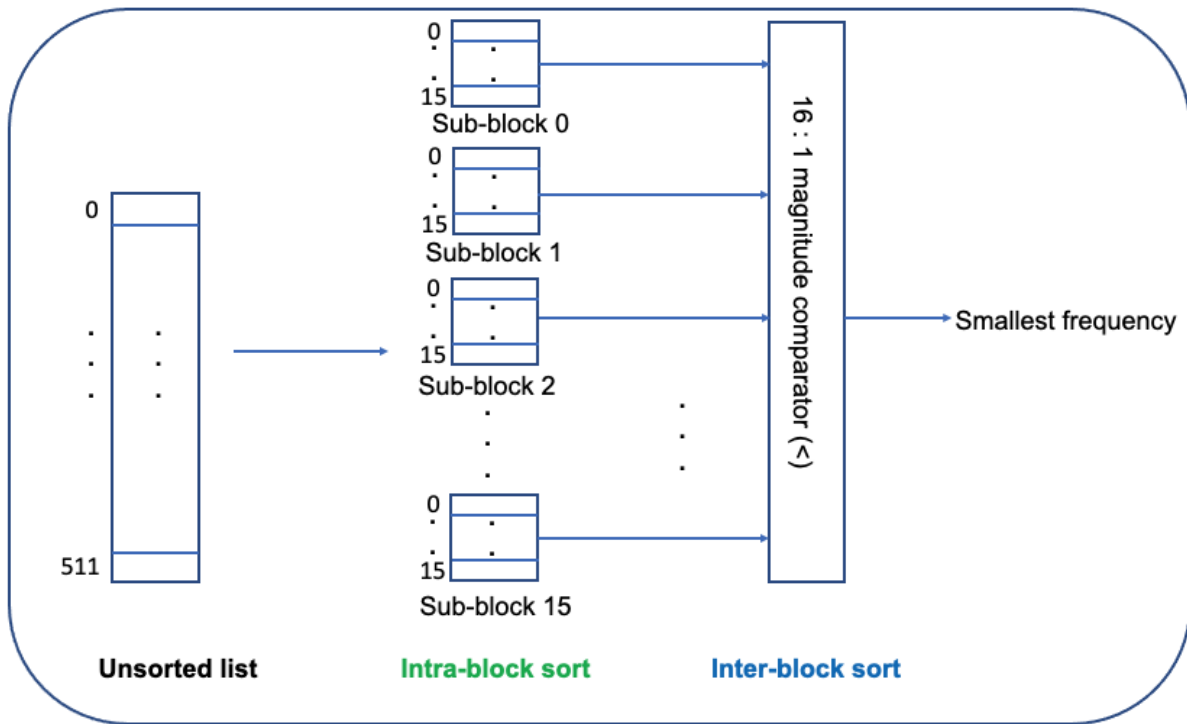 0
511
Unsorted list
0
15
Sub-block 0
0
15
Sub-block 1
0
15
Sub-block 2
0
15
Sub-block 15
Intra-block sort
16 : 1 magnitude comparator (<)
Inter-block sort
Smallest frequency